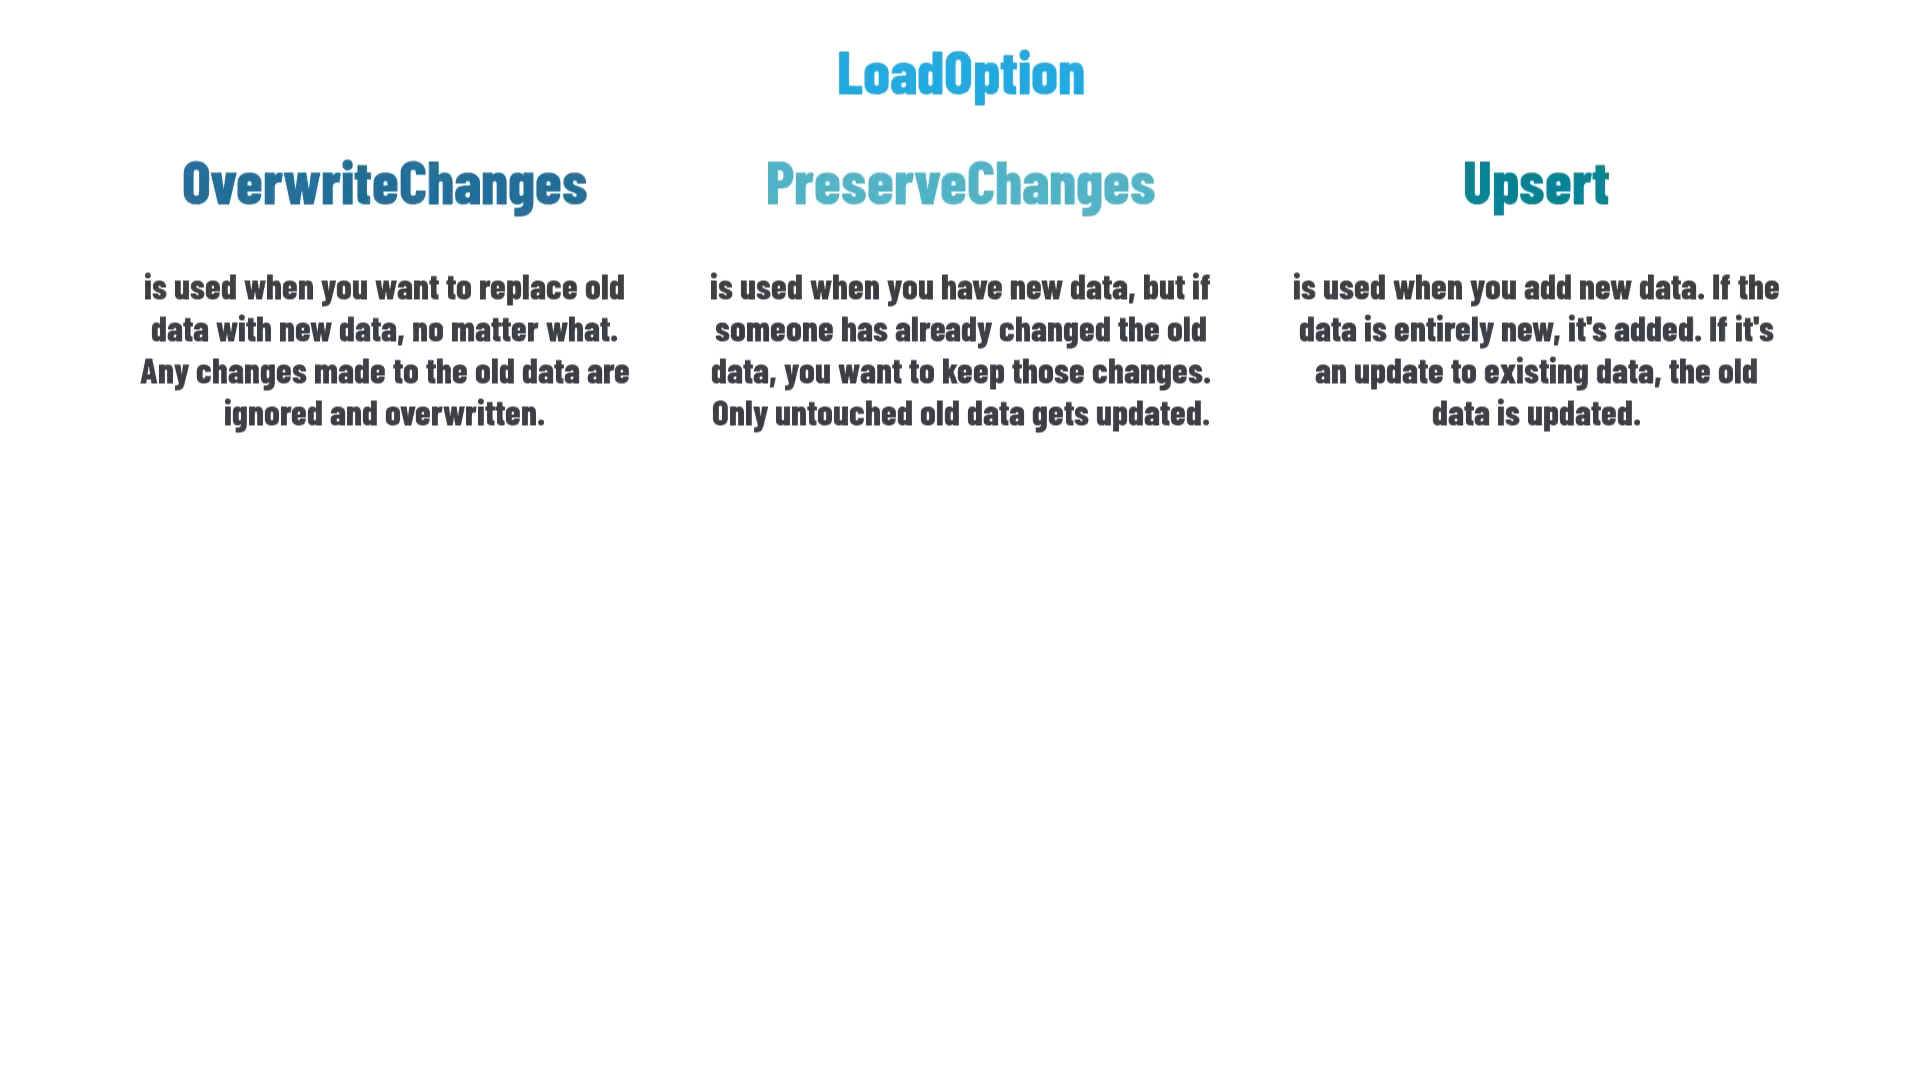 LoadOption
OverwriteChanges
is used when you want to replace old
data with new data, no matter what.
Any changes made to the old data are
ignored and overwritten.
PreserveChanges
is used when you have new data, but if
someone has already changed the old
data, you want to keep those changes.
Only untouched old data gets updated.
Upsert
is used when you add new data. If the
data is entirely new, it's added. If it's
an update to existing data, the old
data is updated.